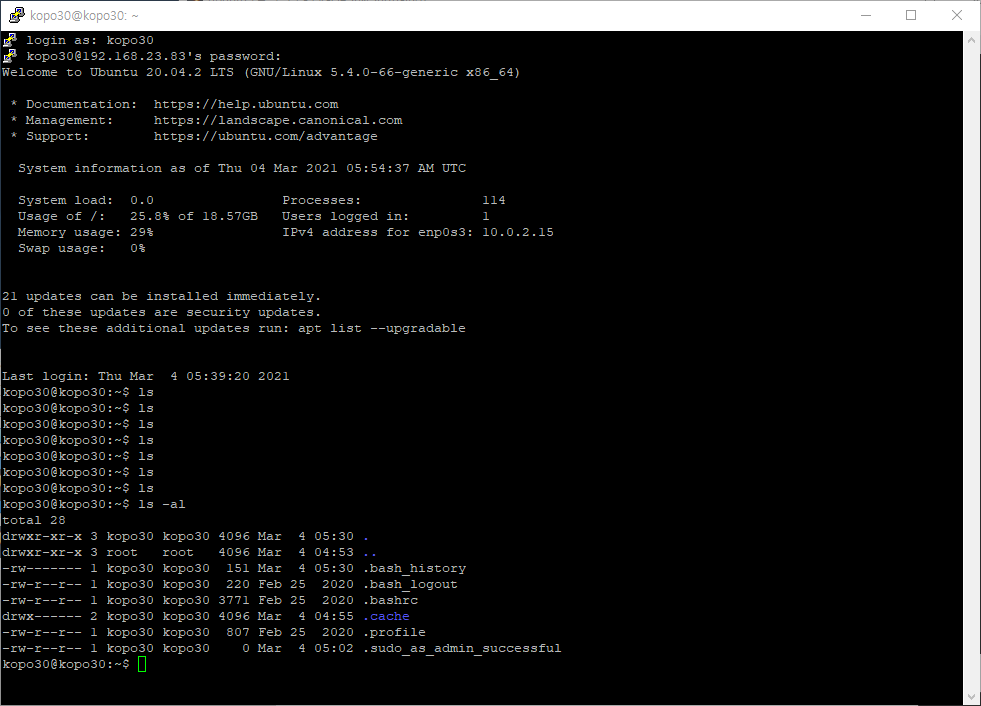 kopo30@kopo30: ~
login as: kopo30
kopo30@192.168.23.83's password:
Welcome to Ubuntu 20.04.2 LTS (GNU/Linux 5.4.0-66-generic x86_64)
* Documentation:  https://help.ubuntu.com
* Management:     https://landscape.canonical.com
* Support:        https://ubuntu.com/advantage
System information as of Thu 04 Mar 2021 05:54:37 AM UTC
System load:  0.0                Processes:               114
Usage of /:   25.8% of 18.57GB   Users logged in:         1
Memory usage: 29%                IPv4 address for enp0s3: 10.0.2.15
Swap usage:   0%
21 updates can be installed immediately.
0 of these updates are security updates.
To see these additional updates run: apt list --upgradable
Last login: Thu Mar  4 05:39:20 2021
kopo30@kopo30:~$ ls
kopo30@kopo30:~$ ls
kopo30@kopo30:~$ ls
kopo30@kopo30:~$ ls
kopo30@kopo30:~$ ls
kopo30@kopo30:~$ ls
kopo30@kopo30:~$ ls
kopo30@kopo30:~$ ls -al
total 28
drwxr-xr-x 3 kopo30 kopo30 4096 Mar  4 05:30 .
drwxr-xr-x 3 root   root   4096 Mar  4 04:53 ..
-rw------- 1 kopo30 kopo30  151 Mar  4 05:30 .bash_history
-rw-r--r-- 1 kopo30 kopo30  220 Feb 25  2020 .bash_logout
-rw-r--r-- 1 kopo30 kopo30 3771 Feb 25  2020 .bashrc
drwx------ 2 kopo30 kopo30 4096 Mar  4 04:55 .cache
-rw-r--r-- 1 kopo30 kopo30  807 Feb 25  2020 .profile
-rw-r--r-- 1 kopo30 kopo30    0 Mar  4 05:02 .sudo_as_admin_successful
kopo30@kopo30:~$